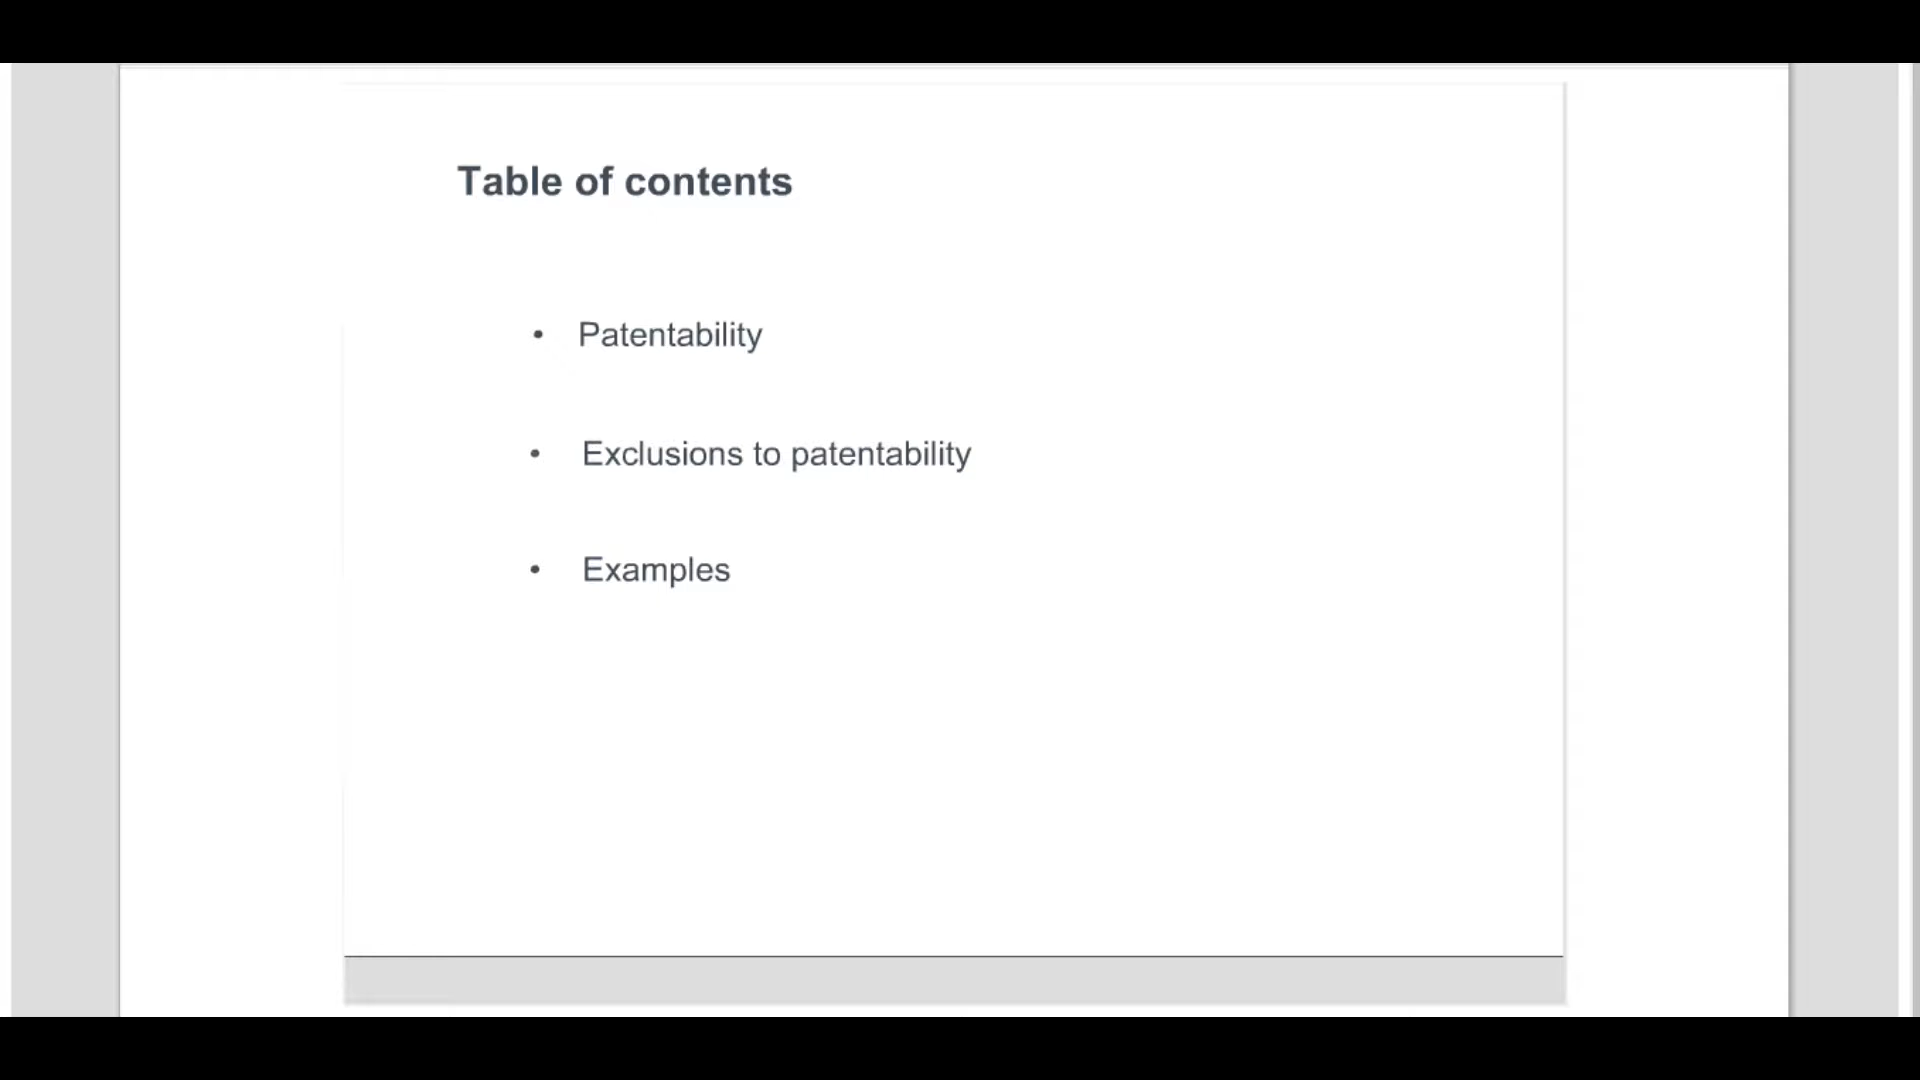 Table of contents
• Patentability
• Exclusions to patentability
• Examples